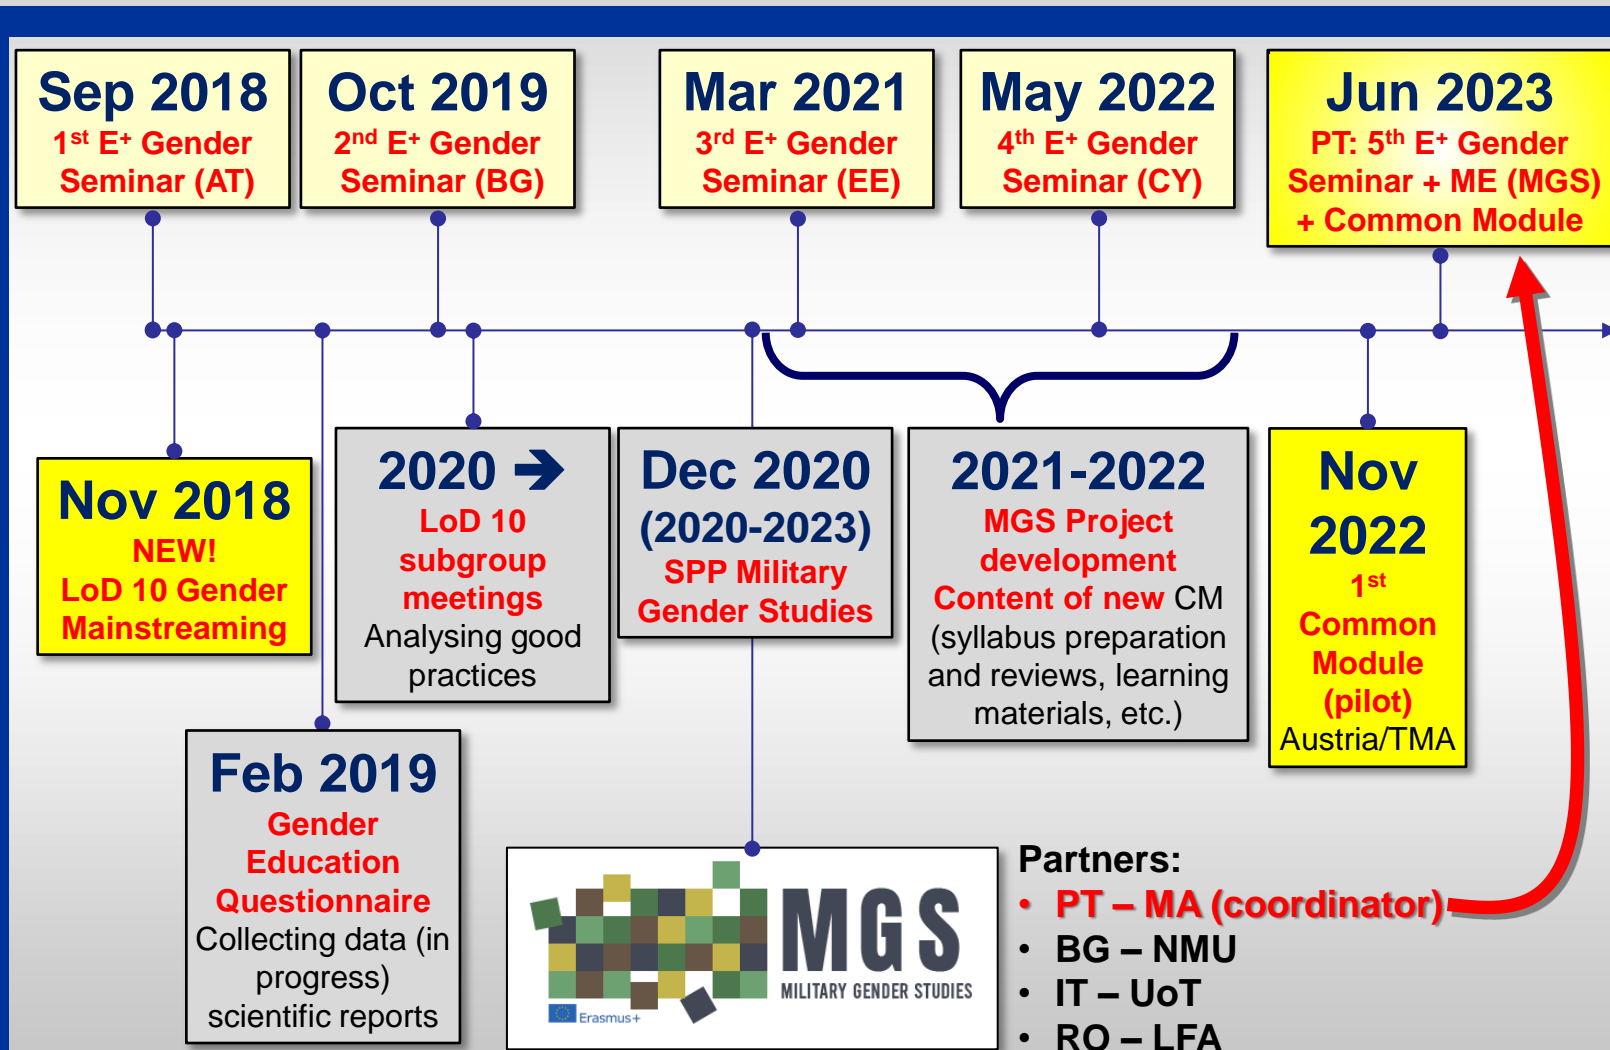 Sep 2018
1st E+ Gender
Seminar (AT)
Oct 2019
2nd E+ Gender
Seminar (BG)
Mar 2021
3rd E+ Gender
Seminar (EE)
May 2022
4th E+ Gender
Seminar (CY)
Jun 2023
PT: 5th E+ Gender
Seminar + ME (MGS)
+ Common Module
Nov 2018
NEW!
LoD 10 Gender
Mainstreaming
Feb 2019
Gender
Education
Questionnaire
Collecting data (in
progress)
scientific reports
2020 ➔
LoD 10
subgroup
meetings
Analysing good
practices
Dec 2020
(2020-2023)
SPP Military
Gender Studies
2021-2022
MGS Project
development
Content of new CM
(syllabus preparation
and reviews, learning
materials, etc.)
Nov
2022
1st
Common
Module
(pilot)
Austria/TMA
MGS
MILITARY GENDER STUDIES
Erasmus+
Partners:
• PT – MA (coordinator)
• BG – NMU
• IT – UoT
• RO – LFA